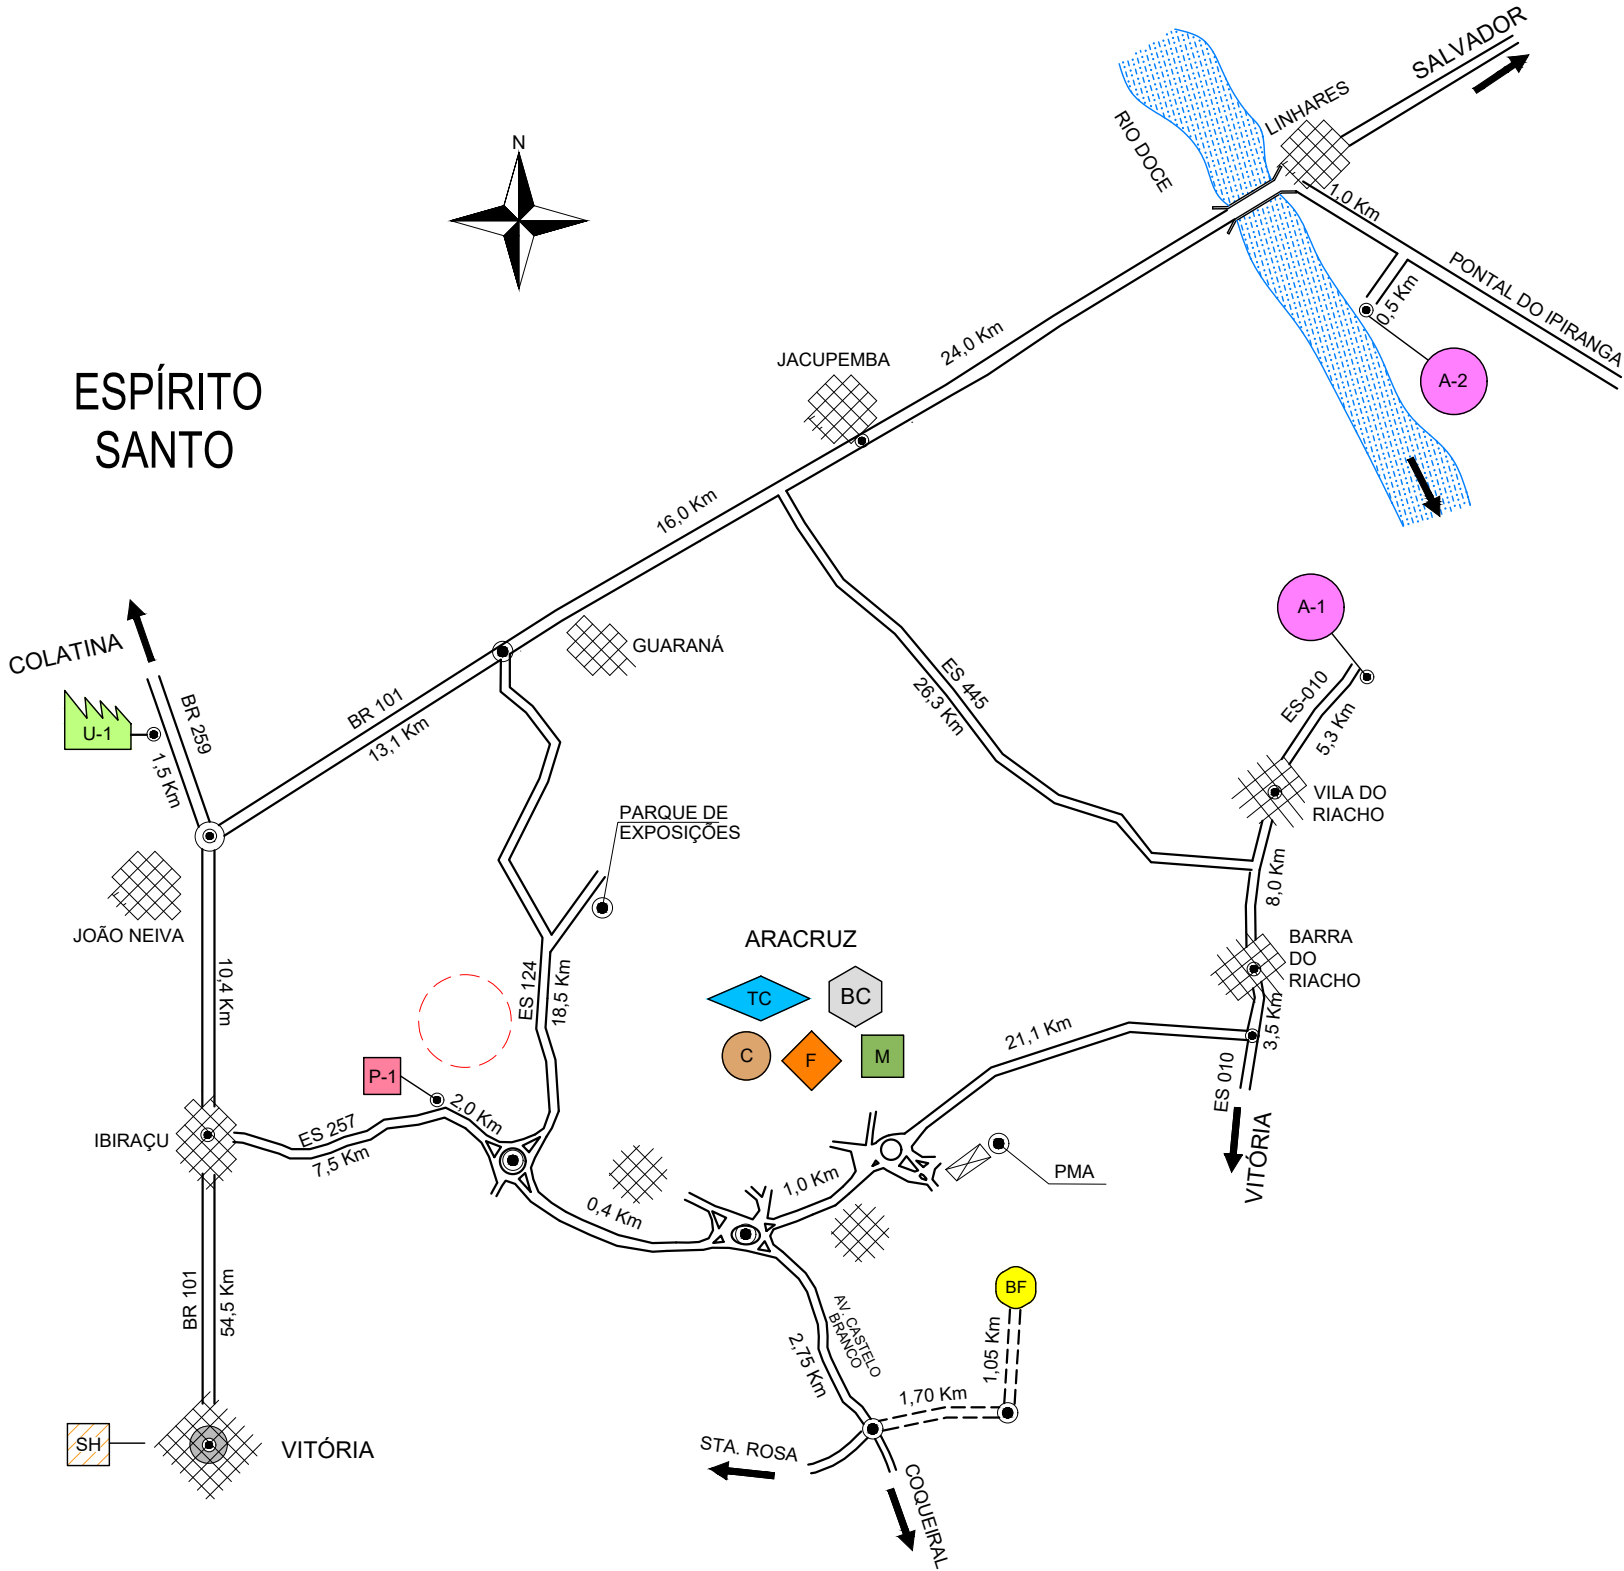 SALVADOR
LINHARES
RIO DOCE
N
1,0 Km
PONTAL DO IPIRANGA
0,5 Km
24,0 Km
JACUPEMBA
A-2
ESPÍRITO
SANTO
16,0 Km
A-1
COLATINA
GUARANÁ
BR 259
BR 101
13,1 Km
ES 445
26,3 Km
ES-010
5,3 Km
U-1
1,5 Km
VILA DO
RIACHO
PARQUE DE
EXPOSIÇÕES
8,0 Km
JOÃO NEIVA
ARACRUZ
BARRA
DO
RIACHO
10,4 Km
ES 124
18,5 Km
TC
BC
C
F
M
21,1 Km
3,5 Km
ES 010
P-1
2,0 Km
IBIRAÇU
ES 257
7,5 Km
VITÓRIA
PMA
1,0 Km
0,4 Km
BR 101
54,5 Km
AV. CASTELO
BRANCO
2,75 Km
BF
1,05 Km
1,70 Km
SH
VITÓRIA
STA. ROSA
COQUEIRAL